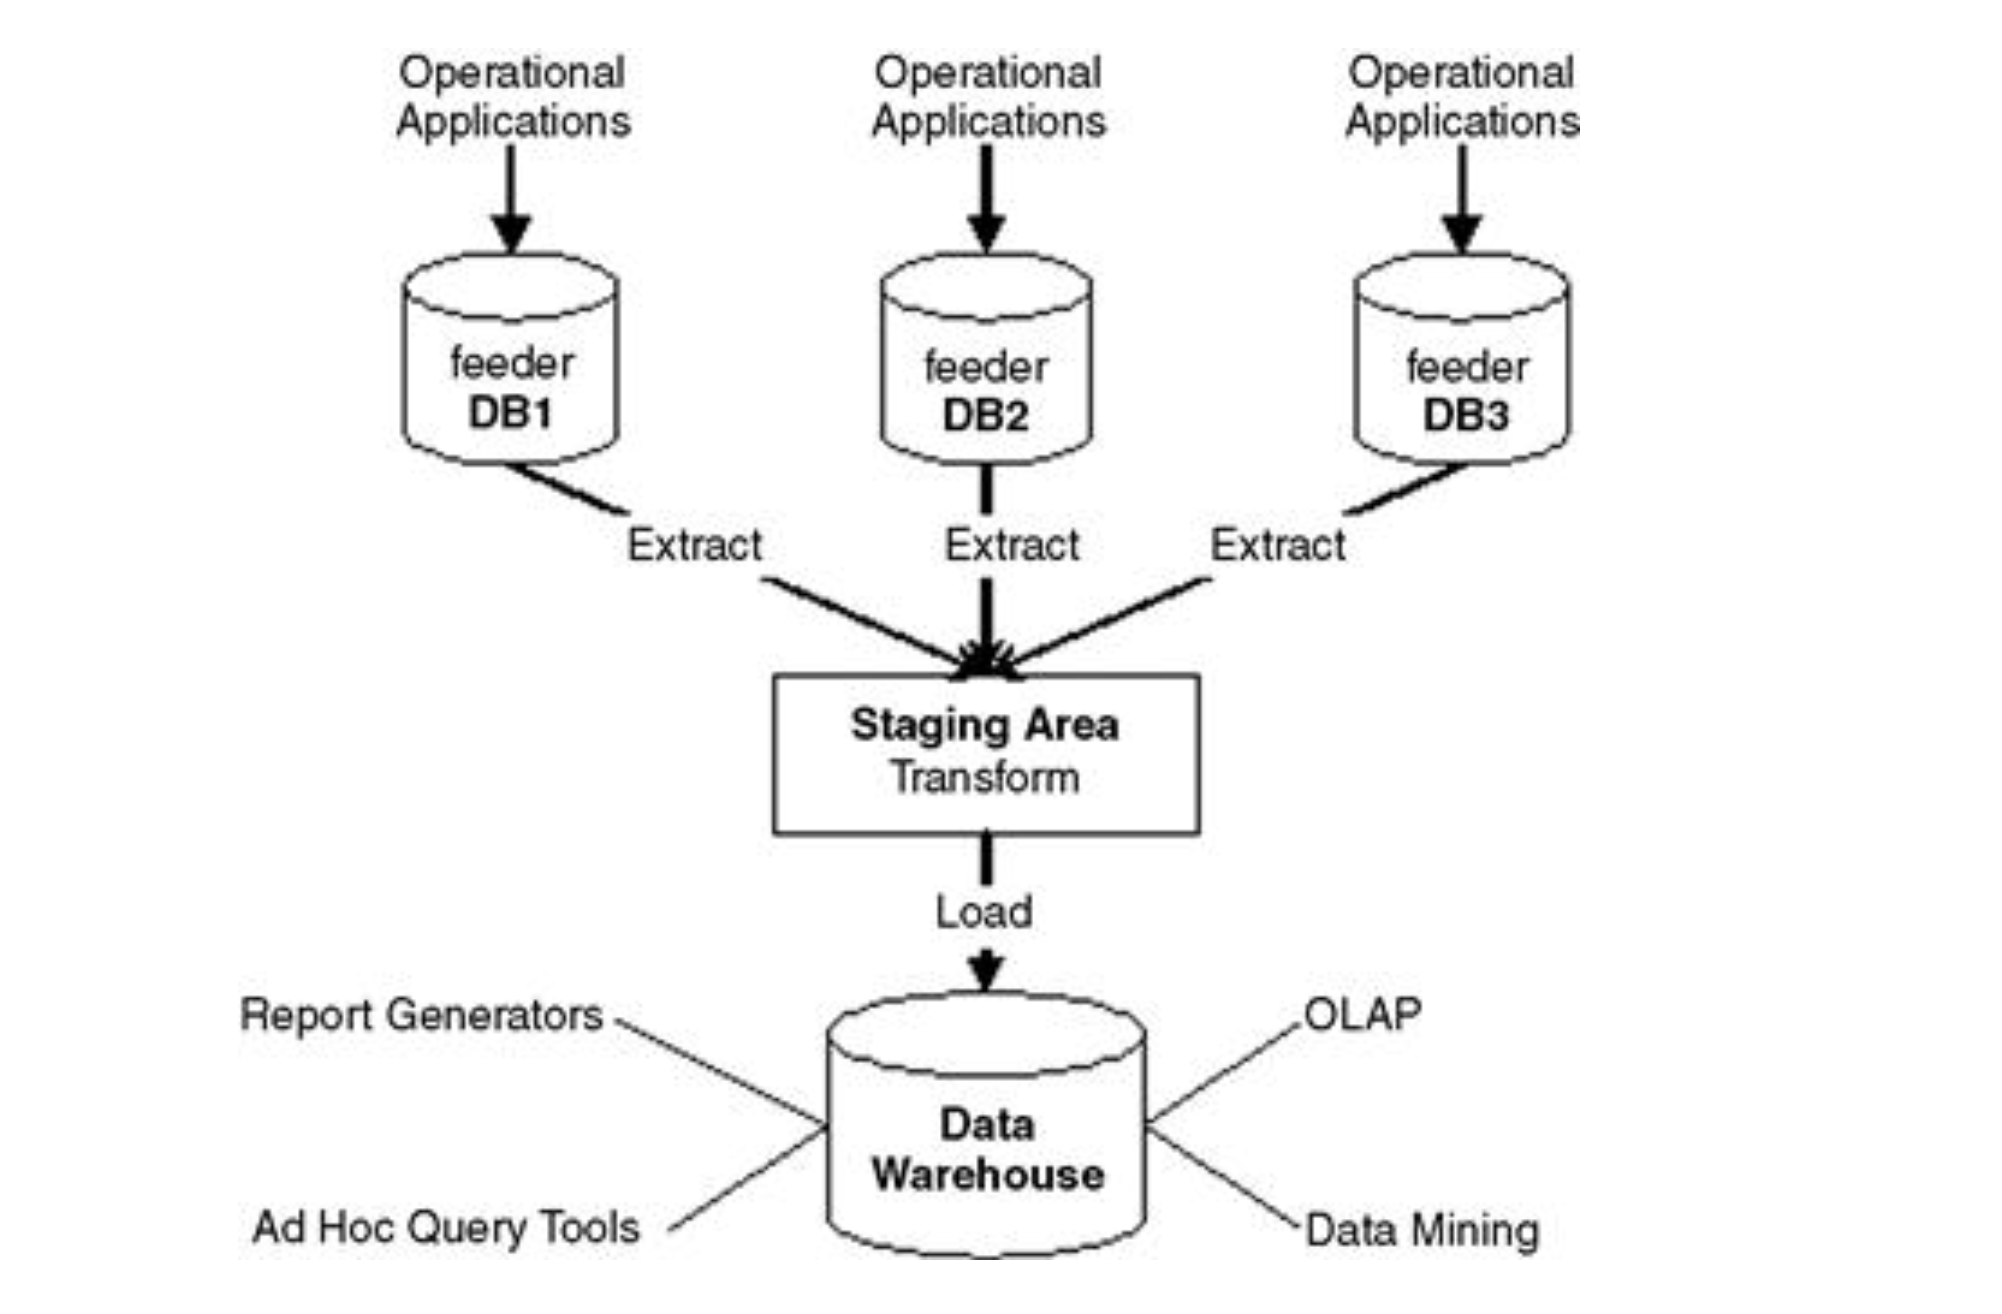 Operational
Applications
Operational
Applications
Operational
Applications
feeder
DB1
feeder
DB2
feeder
DB3
Extract
Extract
Extract
Staging Area
Transform
Load
Report Generators
OLAP
Data
Warehouse
Ad Hoc Query Tools
Data Mining